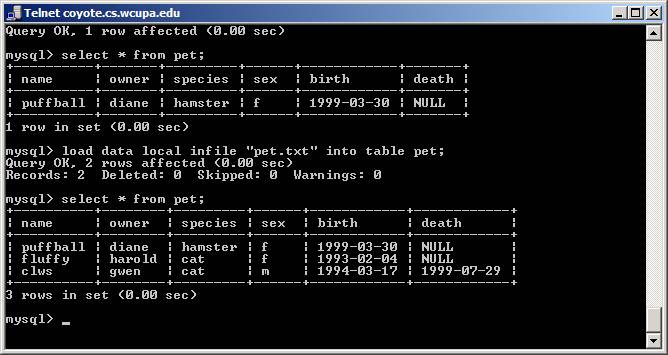 Telnet coyote.cs.wcupa.edu
Query OK, 1 row affected (0.00 sec)
mysql> select * from pet;
+----------+-------+---------+------+------------+-------+
| name     | owner | species | sex  | birth      | death |
+----------+-------+---------+------+------------+-------+
| puffball | diane | hamster | f    | 1999-03-30 | NULL  |
+----------+-------+---------+------+------------+-------+
1 row in set (0.00 sec)
mysql> load data local infile "pet.txt" into table pet;
Query OK, 2 rows affected (0.00 sec)
Records: 2  Deleted: 0  Skipped: 0  Warnings: 0
mysql> select * from pet;
+----------+--------+---------+------+------------+------------+
| name     | owner  | species | sex  | birth      | death      |
+----------+--------+---------+------+------------+------------+
| puffball | diane  | hamster | f    | 1999-03-30 | NULL       |
| fluffy   | harold | cat     | f    | 1993-02-04 | NULL       |
| clws     | gwen   | cat     | m    | 1994-03-17 | 1999-07-29 |
+----------+--------+---------+------+------------+------------+
3 rows in set (0.00 sec)
mysql> _